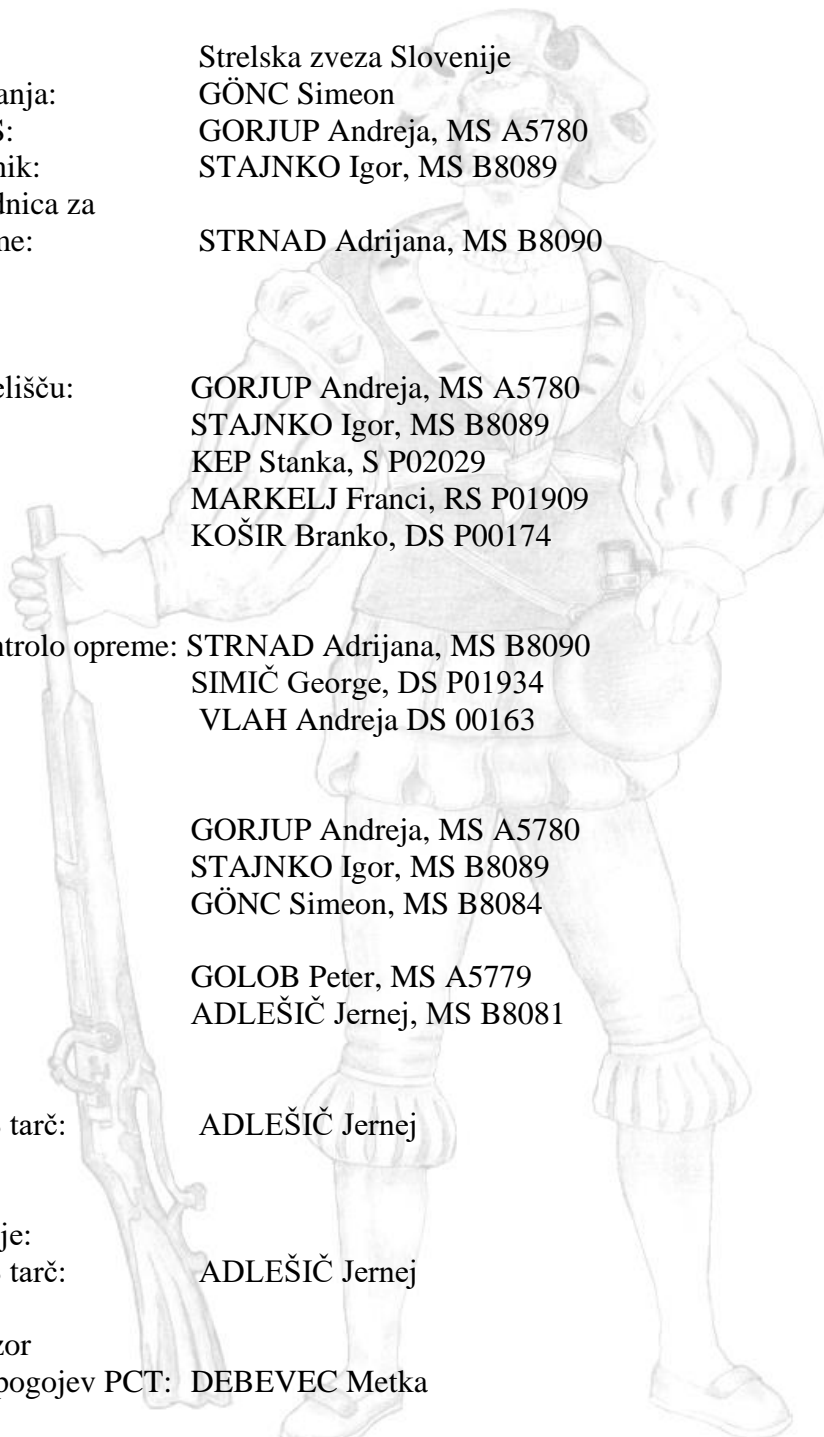 Strelska zveza Slovenije
anja: GÖNC Simeon
S: GORJUP Andreja, MS A5780
nik: STAJNKO Igor, MS B8089
dnica za
ne: STRNAD Adrijana, MS B8090
elišču: GORJUP Andreja, MS A5780
STAJNKO Igor, MS B8089
KEP Stanka, S P02029
MARKELJ Franci, RS P01909
KOŠIR Branko, DS P00174
ntrolo opreme: STRNAD Adrijana, MS B8090
SIMIČ George, DS P01934
VLAH Andreja DS 00163
GORJUP Andreja, MS A5780
STAJNKO Igor, MS B8089
GÖNC Simeon, MS B8084
GOLOB Peter, MS A5779
ADLEŠIČ Jernej, MS B8081
tarč: ADLEŠIČ Jernej
je:
tarč: ADLEŠIČ Jernej
zor
pogojev PCT: DEBEVEC Metka